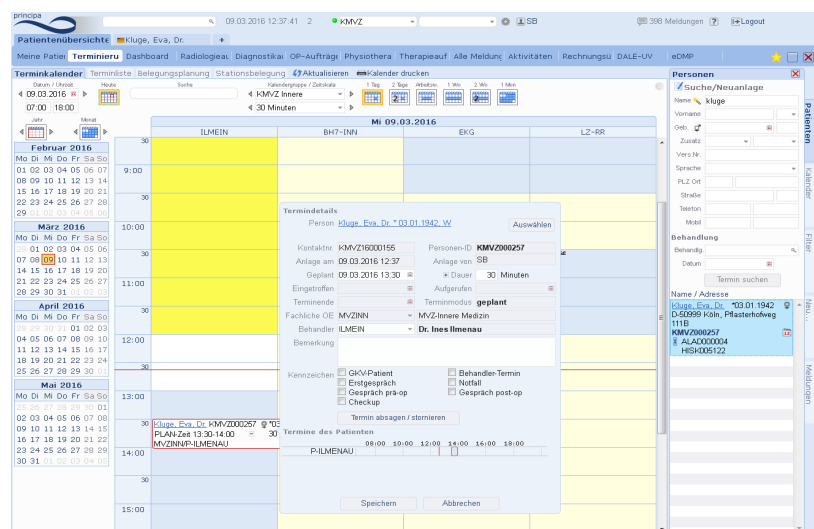 principa
09.03.2016 12:37:41 2 KMVZ SB 398 Meldungen Logout
Patientenübersichte Kluge, Eva, Dr. +
Meine Patien Terminieru Dashboard Radiologieau Diagnostikau OP-Aufträge Physiothera Therapieauf Alle Meldung Aktivitäten Rechnungsü DALE-UV eDMP
Terminkalender Terminliste Belegungsplanung Stationsbelegung Aktualisieren Kalender drucken
Datum / Uhrzeit Heute Suche Kalendergruppe / Zeitskala 1 Tag 2 Tage Arbeitsw. 1 Wo 2 Wo 1 Mon
09.03.2016 KMVZ Innere
07:00 18:00 30 Minuten
Jahr Monat
Mi 09.03.2016
ILMEIN BH7-INN EKG LZ-RR
Februar 2016
Mo Di Mi Do Fr Sa So
01 02 03 04 05 06 07
08 09 10 11 12 13 14
15 16 17 18 19 20 21
22 23 24 25 26 27 28
29 01 02 03 04 05 06
März 2016
Mo Di Mi Do Fr Sa So
29 01 02 03 04 05 06
07 08 09 10 11 12 13
14 15 16 17 18 19 20
21 22 23 24 25 26 27
28 29 30 31 01 02 03
April 2016
Mo Di Mi Do Fr Sa So
28 29 30 31 01 02 03
04 05 06 07 08 09 10
11 12 13 14 15 16 17
18 19 20 21 22 23 24
25 26 27 28 29 30 01
Mai 2016
Mo Di Mi Do Fr Sa So
25 26 27 28 29 30 01
02 03 04 05 06 07 08
09 10 11 12 13 14 15
16 17 18 19 20 21 22
23 24 25 26 27 28 29
30 31 01 02 03 04 05
30
9:00
30
10:00
30
11:00
30
12:00
30
13:00
30
14:00
30
15:00
Kluge, Eva, Dr. KMVZ000257 *03
PLAN-Zeit 13:30-14:00 30
MVZINN/P-ILMENAU
Termindetails
Person Kluge, Eva, Dr. * 03.01.1942, W Auswählen
Kontaktnr. KMVZ16000155 Personen-ID KMVZ000257
Anlage am 09.03.2016 12:37 Anlage von SB
Geplant 09.03.2016 13:30 Dauer 30 Minuten
Eingetroffen Aufgerufen
Terminende Terminmodus geplant
Fachliche OE MVZINN MVZ-Innere Medizin
Behandler ILMEIN Dr. Ines Ilmenau
Bemerkung
Kennzeichen GKV-Patient Behandler-Termin
Erstgespräch Notfall
Gespräch prä-op Gespräch post-op
Checkup
Termin absagen / stornieren
Termine des Patienten
08:00 10:00 12:00 14:00 16:00 18:00
P-ILMENAU
Speichern Abbrechen
Personen
Suche/Neuanlage
Name kluge
Vorname
Geb.
Zusatz
Vers.Nr.
Sprache
PLZ Ort
Straße
Telefon
Mobil
Behandlung
Behandlg.
Datum
Termin suchen
Name / Adresse
Kluge, Eva, Dr. *03.01.1942
D-50999 Köln, Pflasterhofweg
111B
KMVZ000257
ALAD000004
HISK005122
Patienten
Kalender
Filter
Neu...
Meldungen